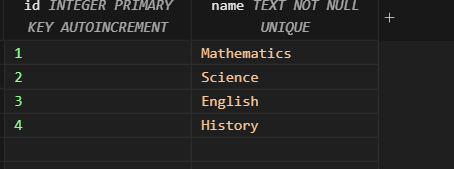 id INTEGER PRIMARY KEY AUTOINCREMENT name TEXT NOT NULL UNIQUE +
1 Mathematics
2 Science
3 English
4 History